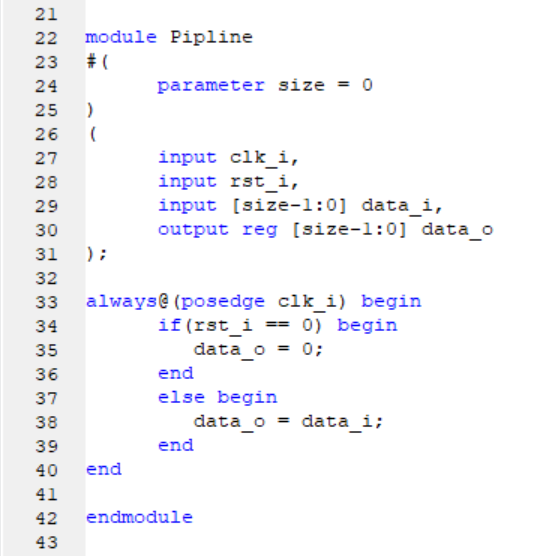 21
22 module Pipline
23 #(
24 parameter size = 0
25 )
26 (
27 input clk_i,
28 input rst_i,
29 input [size-1:0] data_i,
30 output reg [size-1:0] data_o
31 );
32
33 always@(posedge clk_i) begin
34 if(rst_i == 0) begin
35 data_o = 0;
36 end
37 else begin
38 data_o = data_i;
39 end
40 end
41
42 endmodule
43